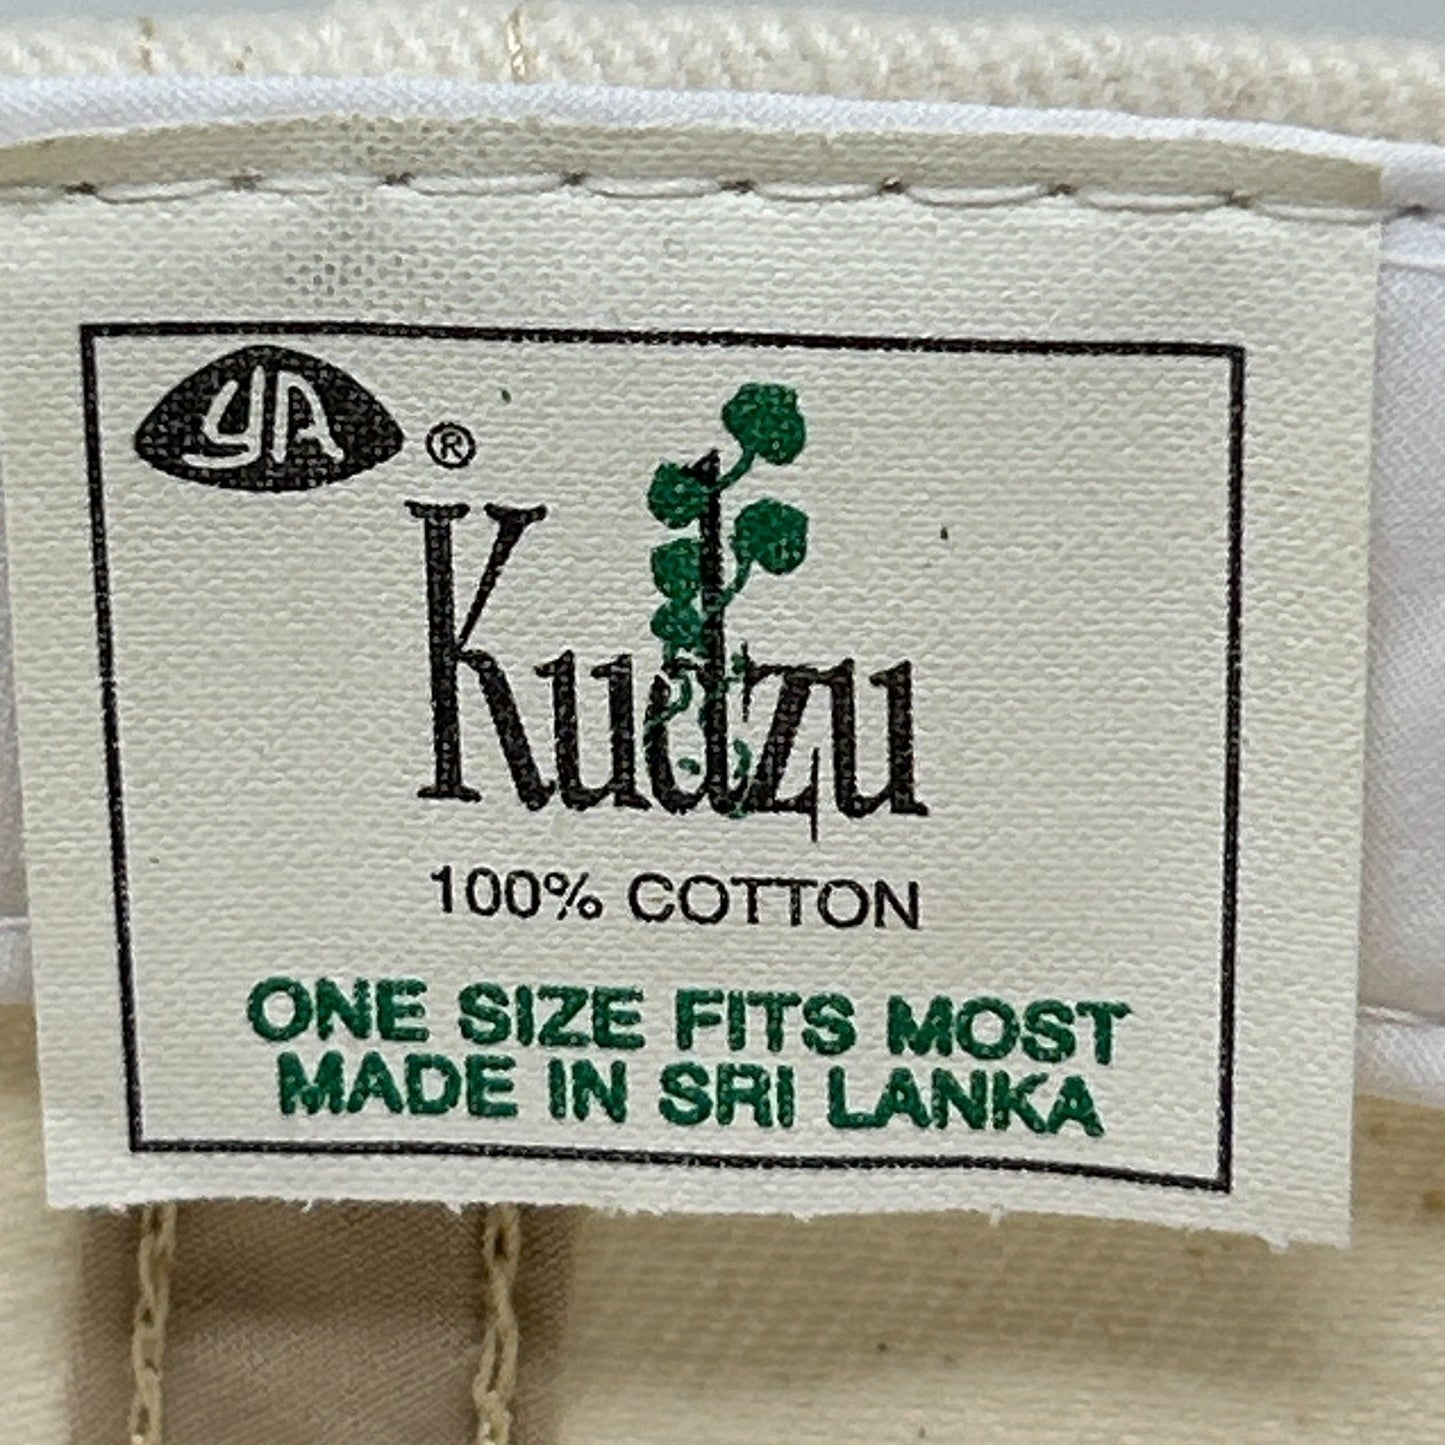 YA ®
Kudzu
100% COTTON
ONE SIZE FITS MOST
MADE IN SRI LANKA